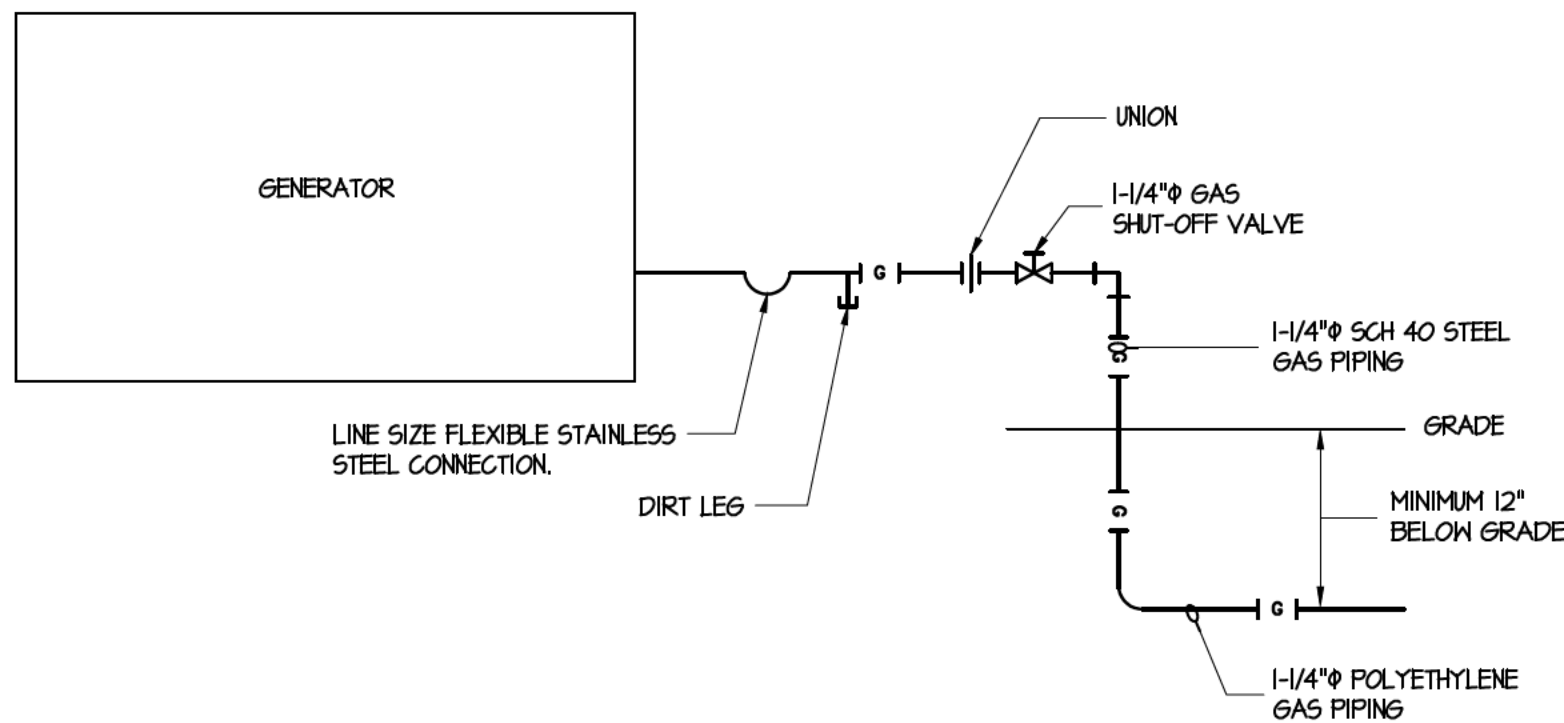 UNION
1-1/4"Φ GAS
SHUT-OFF VALVE
GENERATOR
G
1-1/4"Φ SCH 40 STEEL
GAS PIPING
G
LINE SIZE FLEXIBLE STAINLESS
STEEL CONNECTION.
GRADE
DIRT LEG
MINIMUM 12"
BELOW GRADE
G
G
1-1/4"Φ POLYETHYLENE
GAS PIPING